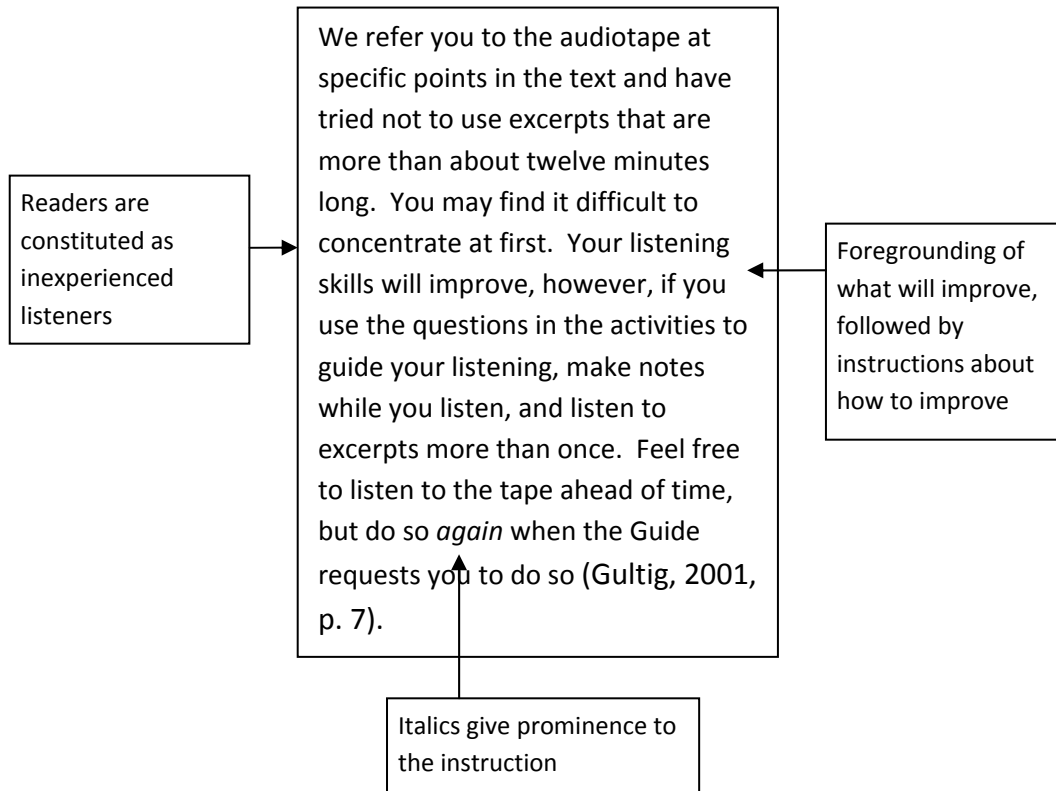 We refer you to the audiotape at
specific points in the text and have
tried not to use excerpts that are
more than about twelve minutes
long.  You may find it difficult to
concentrate at first.  Your listening
skills will improve, however, if you
use the questions in the activities to
guide your listening, make notes
while you listen, and listen to
excerpts more than once.  Feel free
to listen to the tape ahead of time,
but do so again when the Guide
requests you to do so (Gultig, 2001,
p. 7).
Readers are
constituted as
inexperienced
listeners
Foregrounding of
what will improve,
followed by
instructions about
how to improve
Italics give prominence to
the instruction